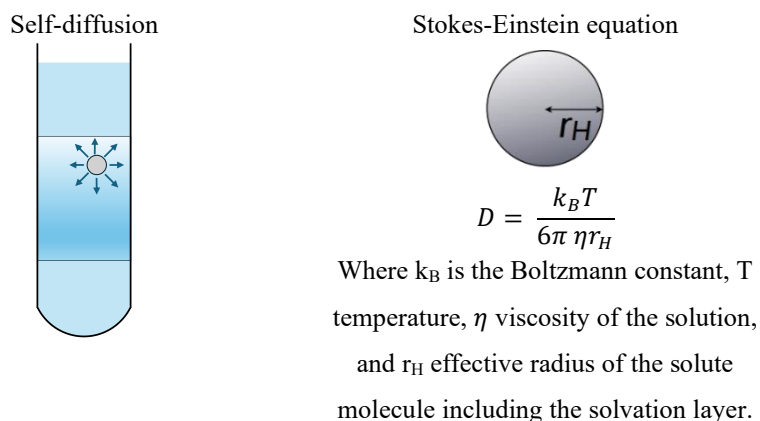 Self-diffusion
Stokes-Einstein equation
rH
D = kBT / 6π ηrH
Where kB is the Boltzmann constant, T
temperature, η viscosity of the solution,
and rH effective radius of the solute
molecule including the solvation layer.